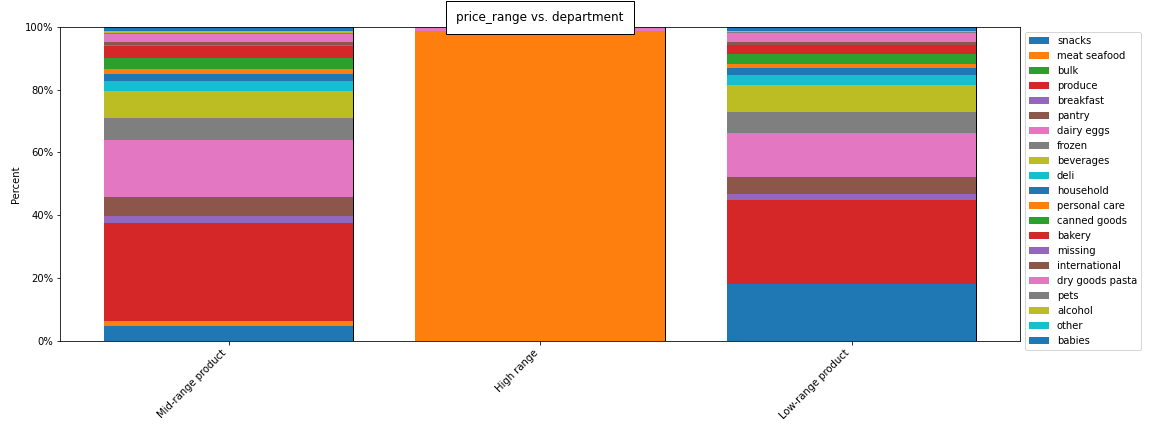 price_range vs. department
100%
80%
60%
40%
20%
0%
Percent
Mid-range product
High range
Low-range product
snacks
meat seafood
bulk
produce
breakfast
pantry
dairy eggs
frozen
beverages
deli
household
personal care
canned goods
bakery
missing
international
dry goods pasta
pets
alcohol
other
babies